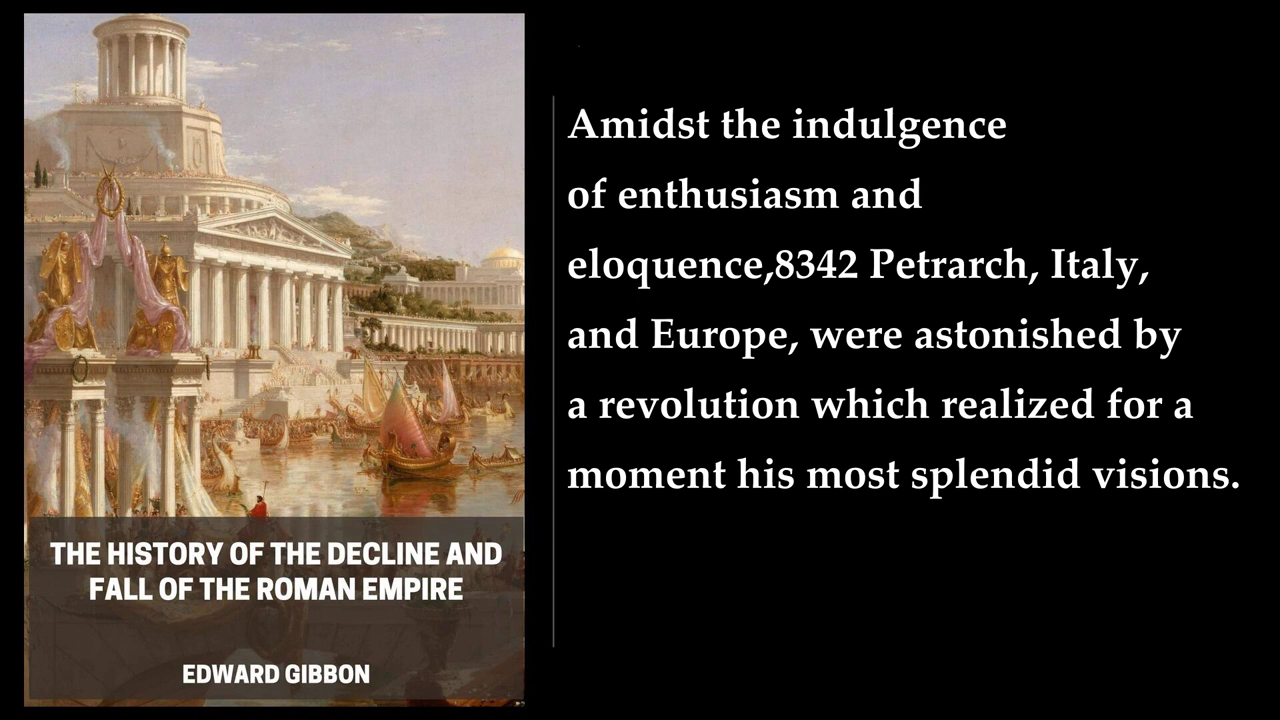 THE HISTORY OF THE DECLINE AND
FALL OF THE ROMAN EMPIRE
EDWARD GIBBON
Amidst the indulgence
of enthusiasm and
eloquence,8342 Petrarch, Italy,
and Europe, were astonished by
a revolution which realized for a
moment his most splendid visions.